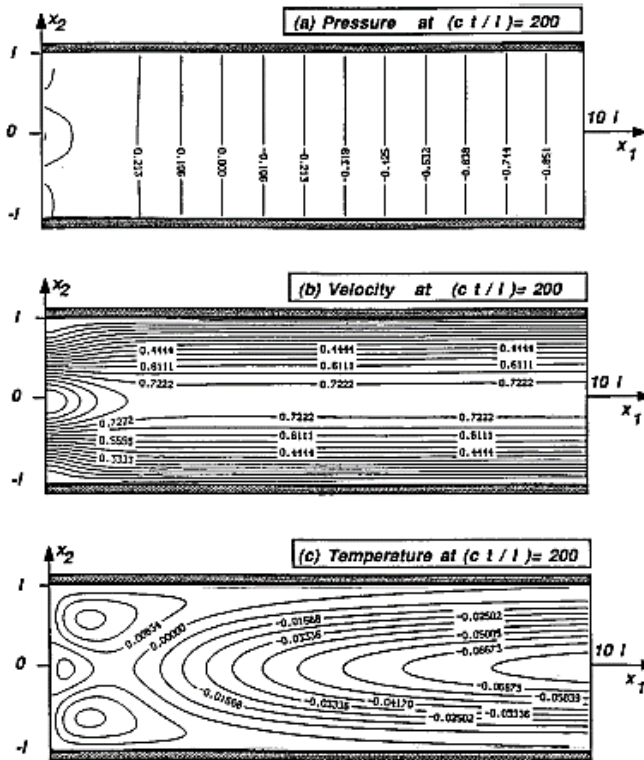 x2
(a) Pressure at (c t / l )= 200
l
0
-l
0.213
0.106
0.000
-0.106
-0.213
-0.319
-0.425
-0.532
-0.638
-0.744
-0.851
10 l
x1
x2
(b) Velocity at (c t / l )= 200
l
0.4444 0.4444 0.4444
0.6111 0.6111 0.6111
0.7222 0.7222 0.7222
10 l
0
x1
0.7222 0.7222 0.7222
0.5555 0.6111 0.6111
0.3333 0.4444 0.4444
-l
x2
(c) Temperature at (c t / l )= 200
l
0.00834
0.00000
-0.01668
-0.03336
-0.02502
-0.05005
-0.06673
10 l
0
x1
-0.01668
-0.03336
-0.04170
-0.02502
-0.03336
-0.05839
-0.06673
-l